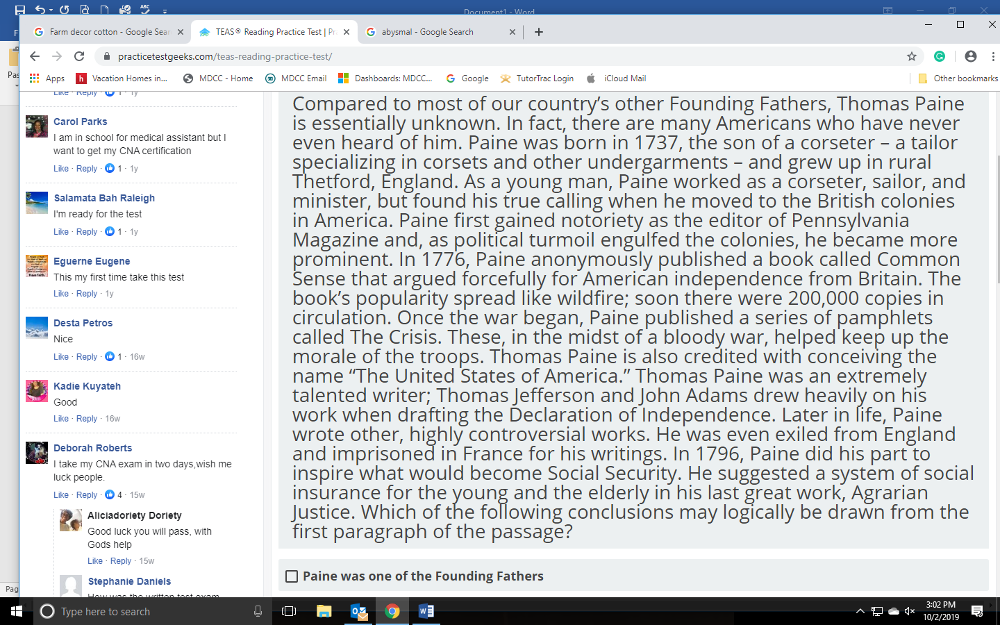 ABC
Document1 - Word
F
Farm decor cotton - Google Sear
TEAS® Reading Practice Test | Pr
abysmal - Google Search
practicetestgeeks.com/teas-reading-practice-test/
Pas
Apps
Vacation Homes in...
MDCC - Home
MDCC Email
Dashboards: MDCC...
Google
TutorTrac Login
iCloud Mail
Other bookmarks
Like · Reply · 1 · 1y
Carol Parks
I am in school for medical assistant but I
want to get my CNA certification
Like · Reply · 1 · 1y
Salamata Bah Raleigh
I'm ready for the test
Like · Reply · 1 · 1y
Eguerne Eugene
This my first time take this test
Like · Reply · 1y
Desta Petros
Nice
Like · Reply · 1 · 16w
Kadie Kuyateh
Good
Like · Reply · 16w
Deborah Roberts
I take my CNA exam in two days,wish me
luck people.
Like · Reply · 4 · 15w
Aliciadoriety Doriety
Good luck you will pass, with
Gods help
Like · Reply · 15w
Stephanie Daniels
How was the written test exam
Compared to most of our country’s other Founding Fathers, Thomas Paine
is essentially unknown. In fact, there are many Americans who have never
even heard of him. Paine was born in 1737, the son of a corseter – a tailor
specializing in corsets and other undergarments – and grew up in rural
Thetford, England. As a young man, Paine worked as a corseter, sailor, and
minister, but found his true calling when he moved to the British colonies
in America. Paine first gained notoriety as the editor of Pennsylvania
Magazine and, as political turmoil engulfed the colonies, he became more
prominent. In 1776, Paine anonymously published a book called Common
Sense that argued forcefully for American independence from Britain. The
book’s popularity spread like wildfire; soon there were 200,000 copies in
circulation. Once the war began, Paine published a series of pamphlets
called The Crisis. These, in the midst of a bloody war, helped keep up the
morale of the troops. Thomas Paine is also credited with conceiving the
name “The United States of America.” Thomas Paine was an extremely
talented writer; Thomas Jefferson and John Adams drew heavily on his
work when drafting the Declaration of Independence. Later in life, Paine
wrote other, highly controversial works. He was even exiled from England
and imprisoned in France for his writings. In 1796, Paine did his part to
inspire what would become Social Security. He suggested a system of social
insurance for the young and the elderly in his last great work, Agrarian
Justice. Which of the following conclusions may logically be drawn from the
first paragraph of the passage?
Paine was one of the Founding Fathers
Pag
Type here to search
3:02 PM
10/2/2019